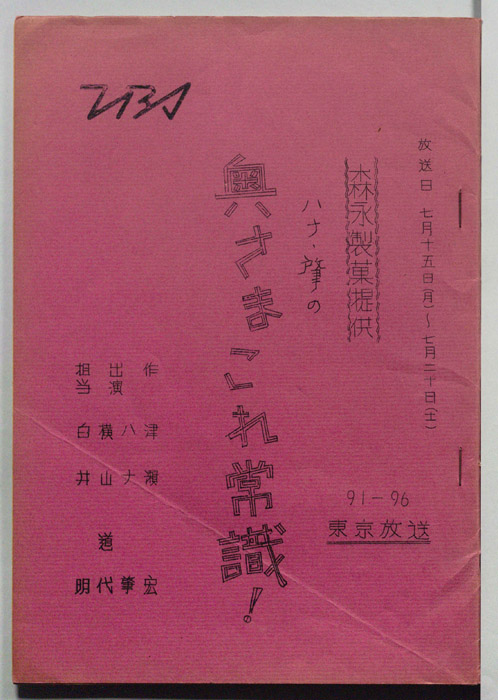 放送日 七月十五日(月)〜七月二十日(土)
森永製菓提供
91-96
東京放送
ハナ、肇の
奥さまこれ常識!
TBS
作 津瀬 宏
出演 ハナ 肇
横山道代
担当 白井 明